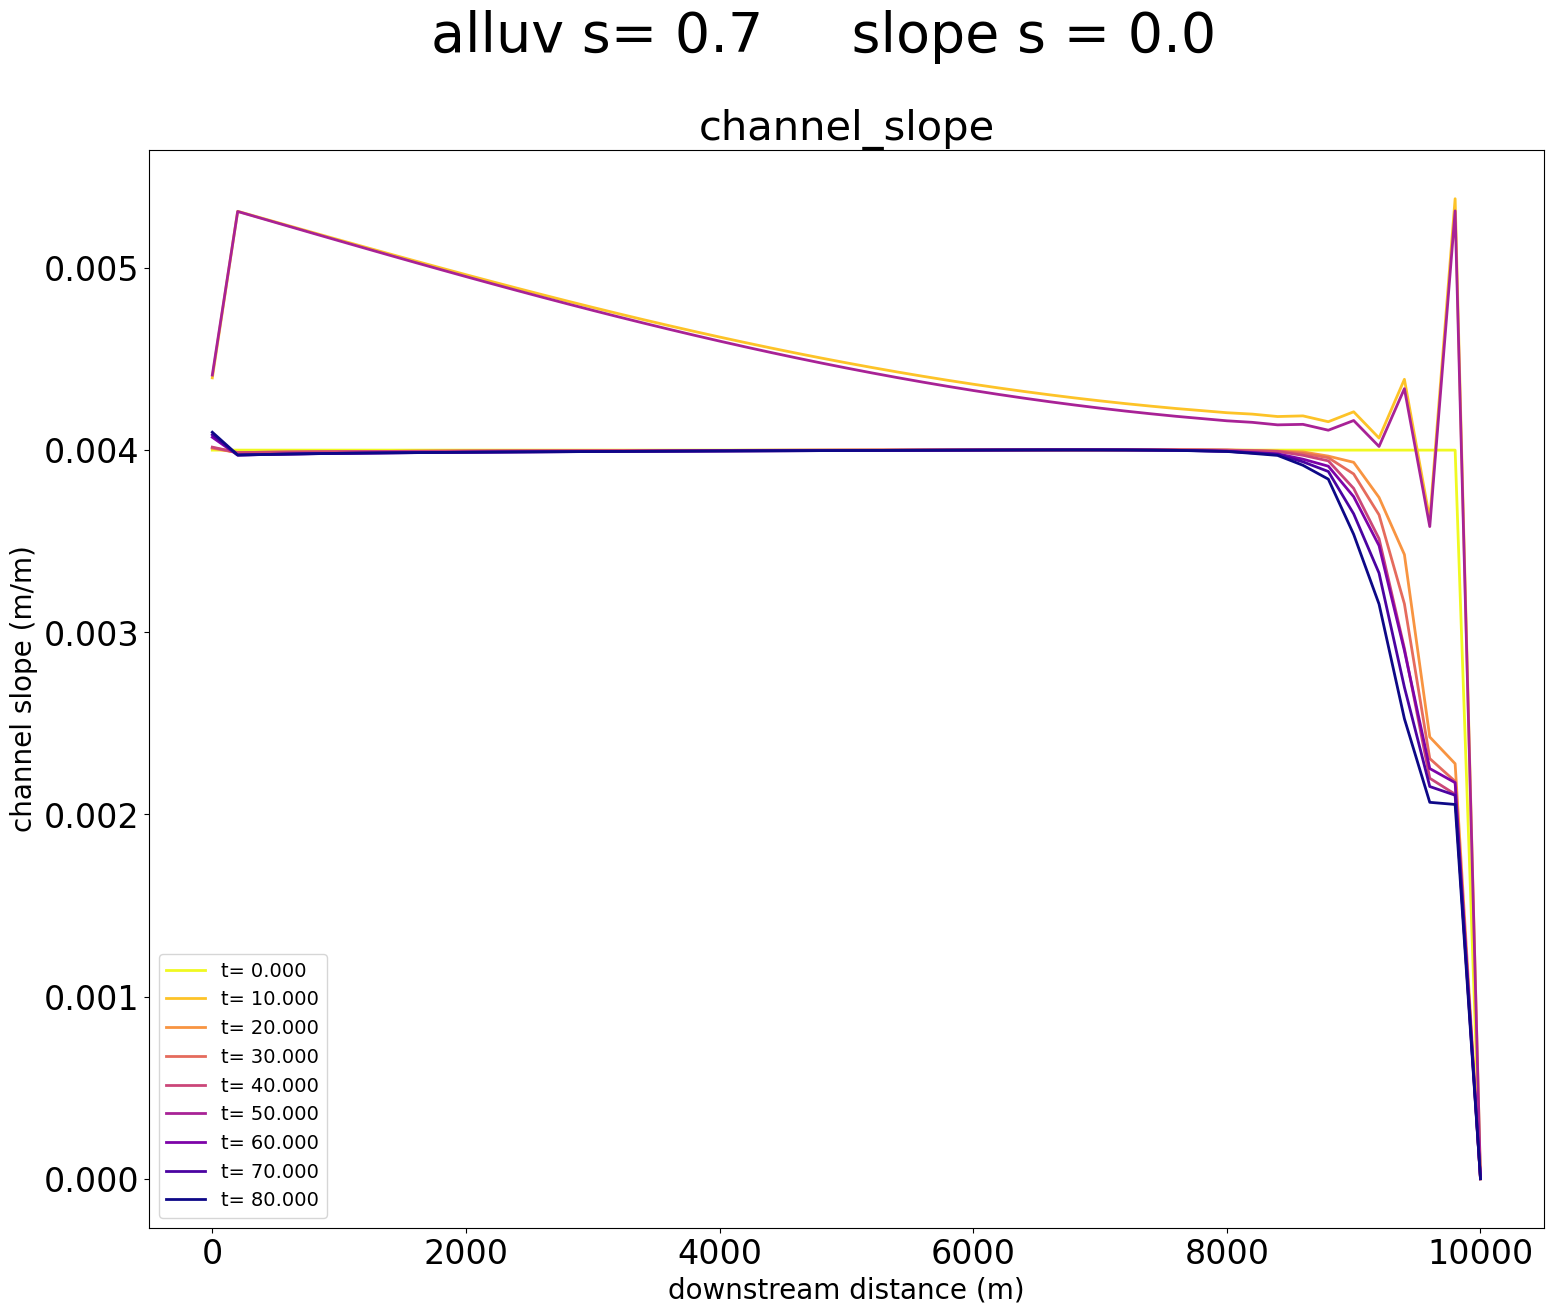 alluv s= 0.7     slope s = 0.0
channel_slope
channel slope (m/m)
0.005
0.004
0.003
0.002
0.001
0.000
t= 0.000
t= 10.000
t= 20.000
t= 30.000
t= 40.000
t= 50.000
t= 60.000
t= 70.000
t= 80.000
0 2000 4000 6000 8000 10000
downstream distance (m)